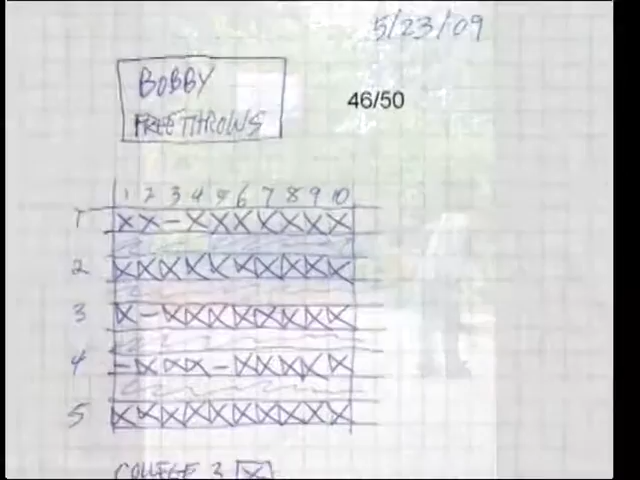 5/23/09
BOBBY
FREE THROWS
46/50
1 2 3 4 5 6 7 8 9 10
1 X X - X X X X X X X
2 X X X X X X X X X X
3 X - X X X X X X X X
4 - X X X - X X X X X
5 X X X X X X X X X X
COLLEGE 3 X